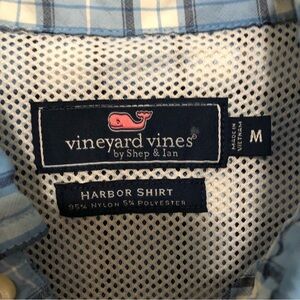 vineyard vines®
by Shep & Ian
MADE IN
VIETNAM
M
HARBOR SHIRT
95% NYLON 5% POLYESTER